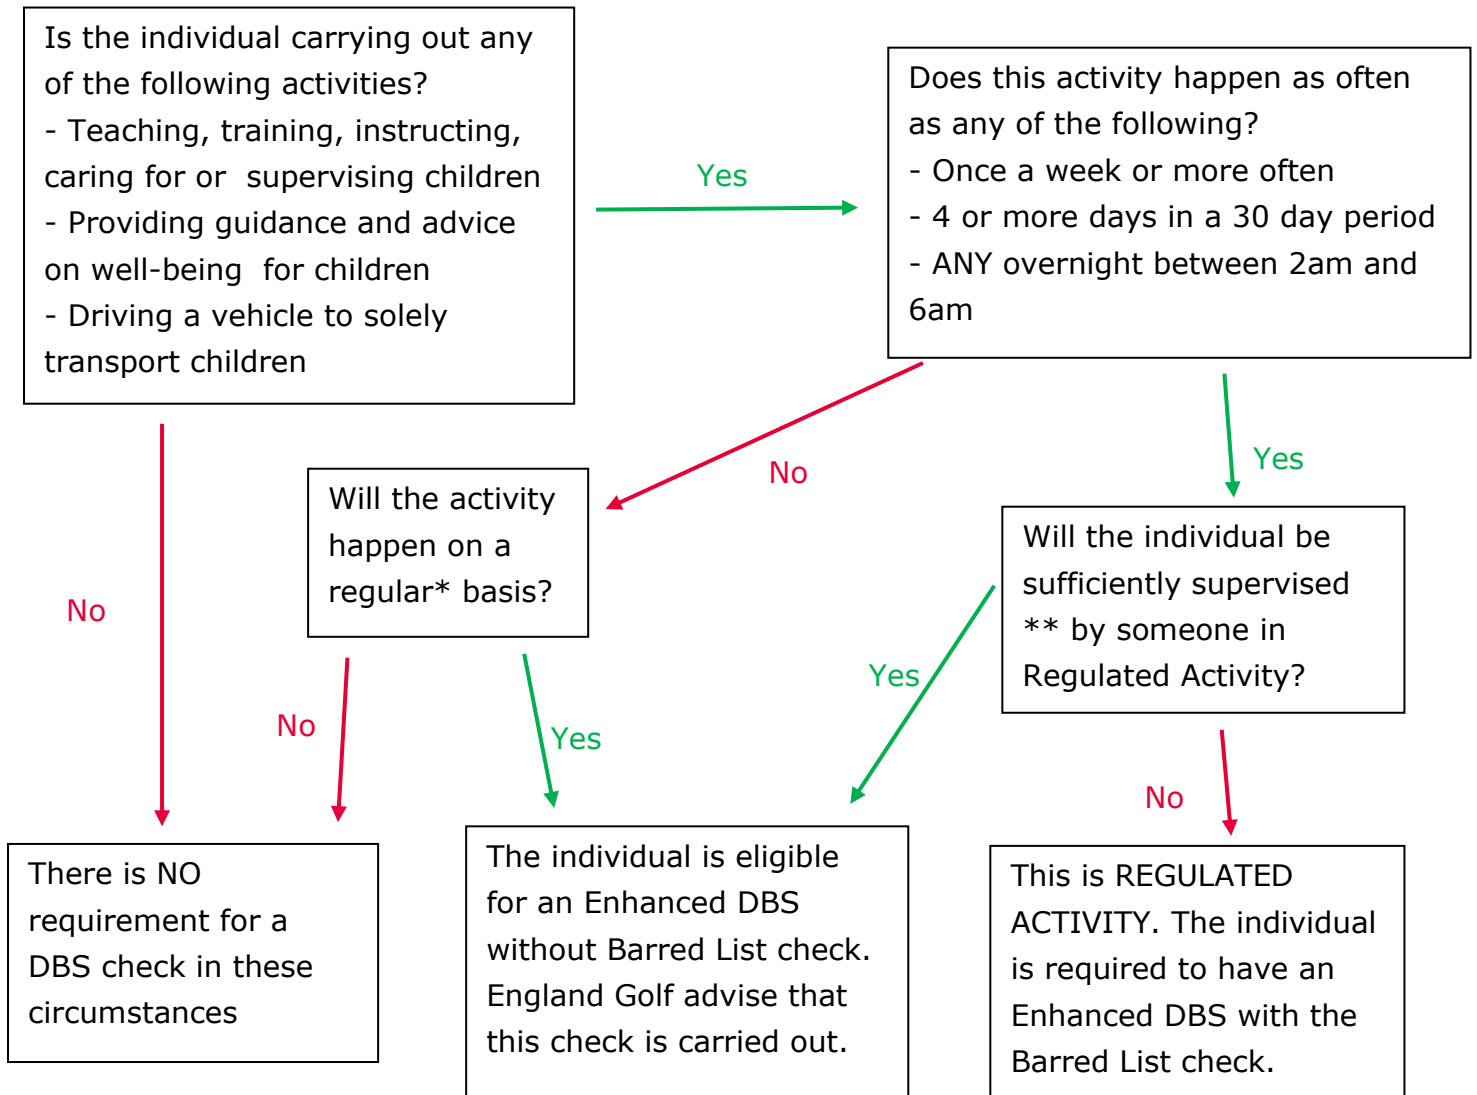 Is the individual carrying out any
of the following activities?
- Teaching, training, instructing,
caring for or  supervising children
- Providing guidance and advice
on well-being  for children
- Driving a vehicle to solely
transport children
Yes
Does this activity happen as often
as any of the following?
- Once a week or more often
- 4 or more days in a 30 day period
- ANY overnight between 2am and
6am
No
No
Yes
Will the activity
happen on a
regular* basis?
Will the individual be
sufficiently supervised
** by someone in
Regulated Activity?
No
Yes
Yes
No
There is NO
requirement for a
DBS check in these
circumstances
The individual is eligible
for an Enhanced DBS
without Barred List check.
England Golf advise that
this check is carried out.
This is REGULATED
ACTIVITY. The individual
is required to have an
Enhanced DBS with the
Barred List check.